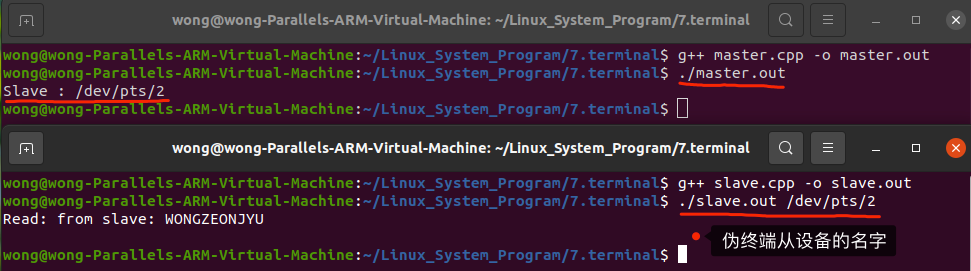 wong@wong-Parallels-ARM-Virtual-Machine: ~/Linux_System_Program/7.terminal
wong@wong-Parallels-ARM-Virtual-Machine:~/Linux_System_Program/7.terminal$ g++ master.cpp -o master.out
wong@wong-Parallels-ARM-Virtual-Machine:~/Linux_System_Program/7.terminal$ ./master.out
Slave : /dev/pts/2
wong@wong-Parallels-ARM-Virtual-Machine:~/Linux_System_Program/7.terminal$
wong@wong-Parallels-ARM-Virtual-Machine: ~/Linux_System_Program/7.terminal
wong@wong-Parallels-ARM-Virtual-Machine:~/Linux_System_Program/7.terminal$ g++ slave.cpp -o slave.out
wong@wong-Parallels-ARM-Virtual-Machine:~/Linux_System_Program/7.terminal$ ./slave.out /dev/pts/2
Read: from slave: WONGZEONJYU
伪终端从设备的名字
wong@wong-Parallels-ARM-Virtual-Machine:~/Linux_System_Program/7.terminal$